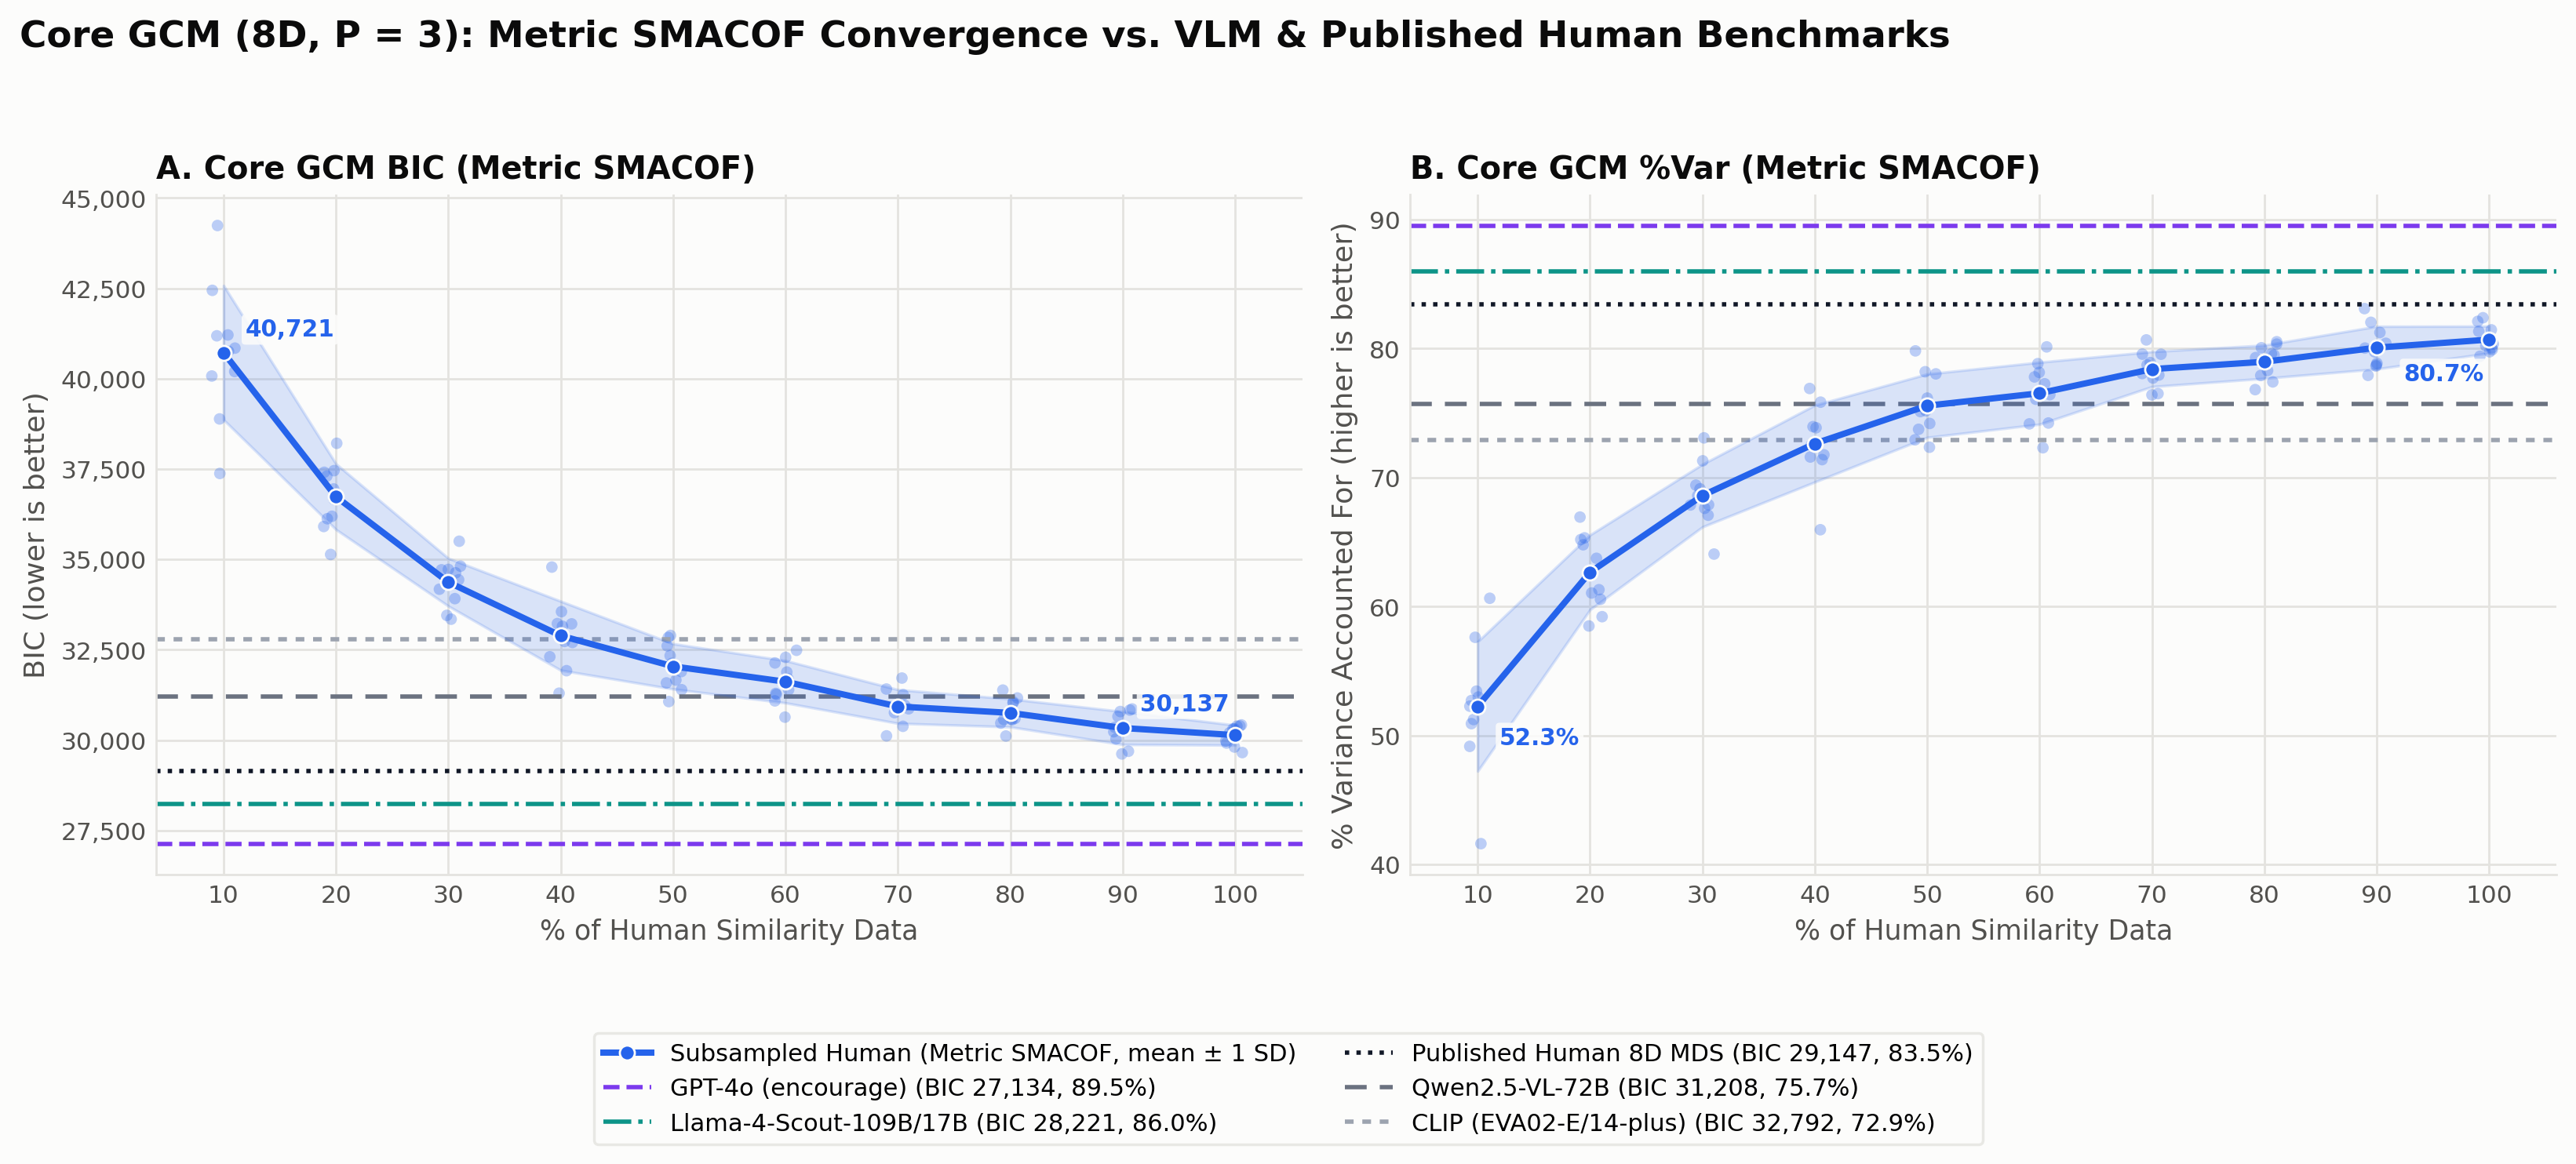 Core GCM (8D, P = 3): Metric SMACOF Convergence vs. VLM & Published Human Benchmarks
A. Core GCM BIC (Metric SMACOF)
BIC (lower is better)
45,000
42,500
40,000
37,500
35,000
32,500
30,000
27,500
40,721
30,137
10 20 30 40 50 60 70 80 90 100
% of Human Similarity Data
B. Core GCM %Var (Metric SMACOF)
% Variance Accounted For (higher is better)
90
80
70
60
50
40
52.3%
80.7%
10 20 30 40 50 60 70 80 90 100
% of Human Similarity Data
Subsampled Human (Metric SMACOF, mean ± 1 SD)
GPT-4o (encourage) (BIC 27,134, 89.5%)
Llama-4-Scout-109B/17B (BIC 28,221, 86.0%)
Published Human 8D MDS (BIC 29,147, 83.5%)
Qwen2.5-VL-72B (BIC 31,208, 75.7%)
CLIP (EVA02-E/14-plus) (BIC 32,792, 72.9%)